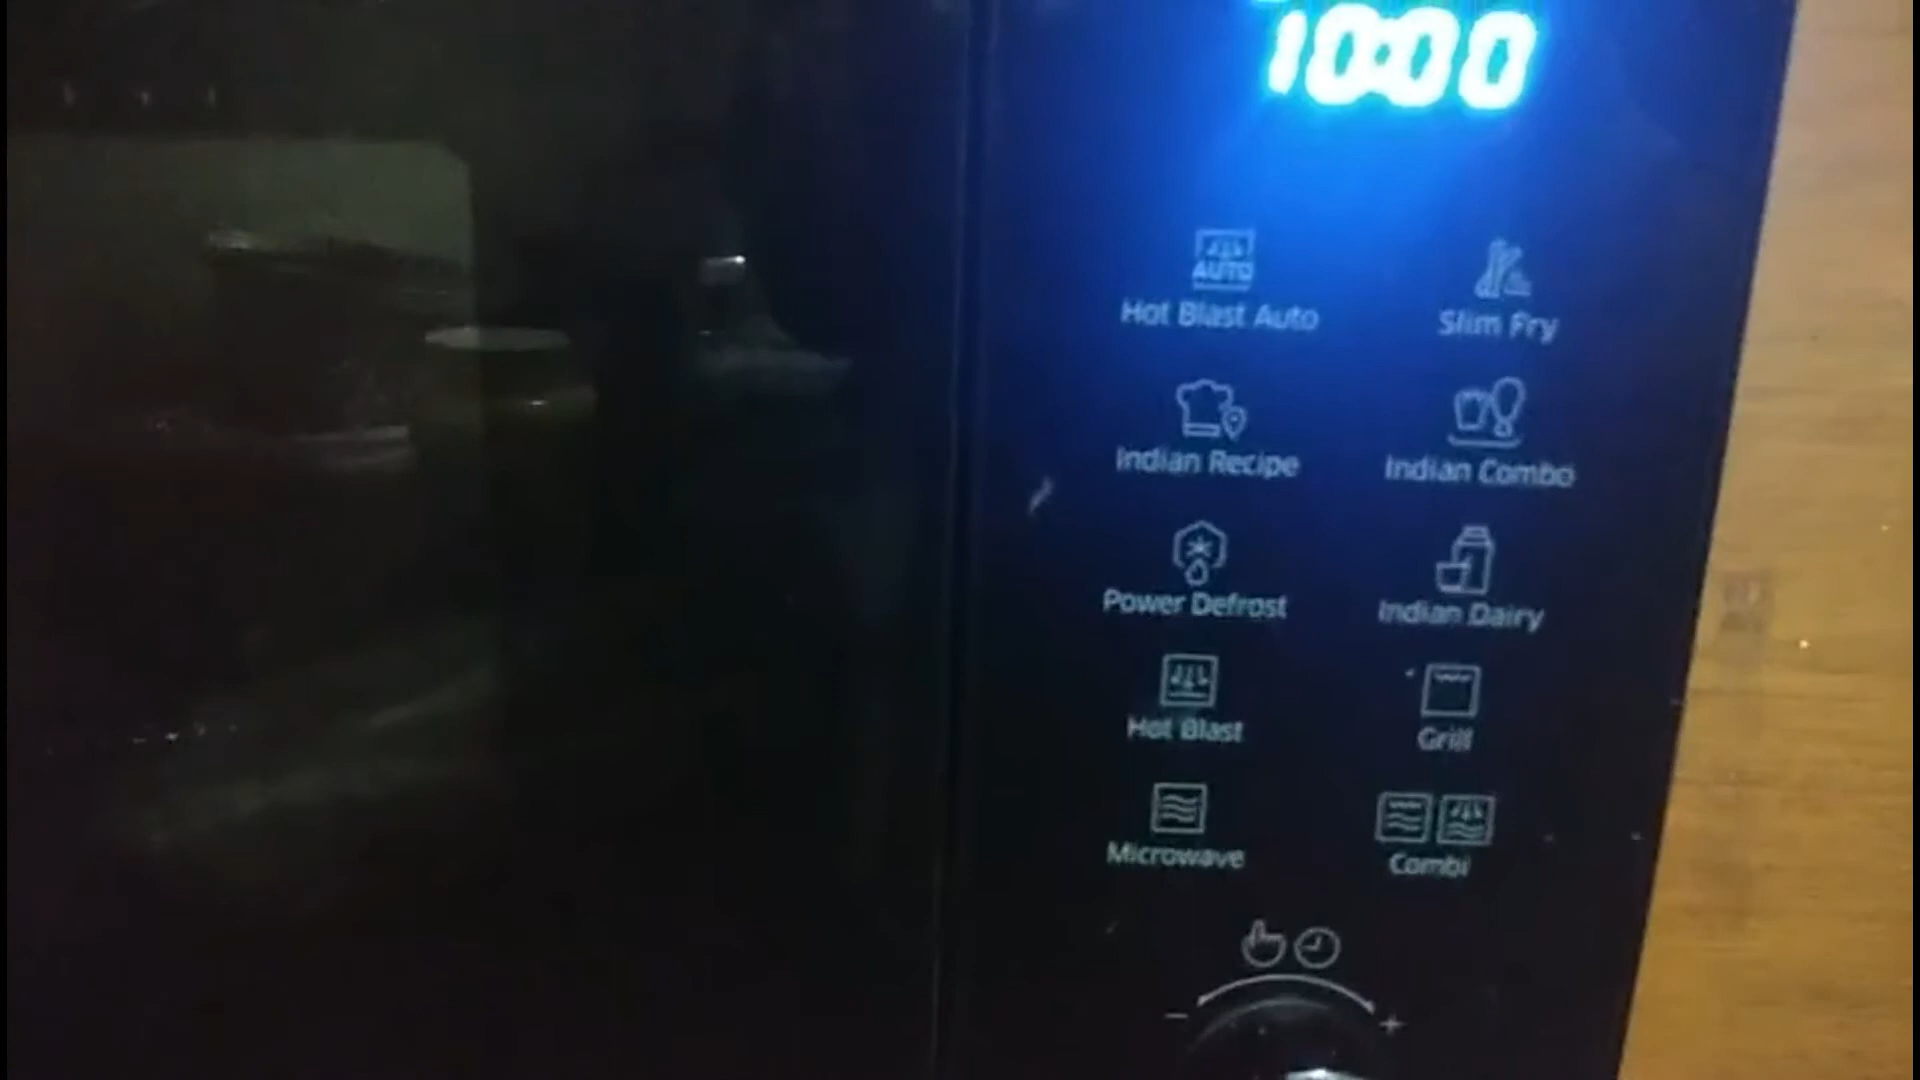 10:00
AUTO
Hot Blast Auto
Slim Fry
Indian Recipe
Indian Combo
Power Defrost
Indian Dairy
Hot Blast
Grill
Microwave
Combi
- +